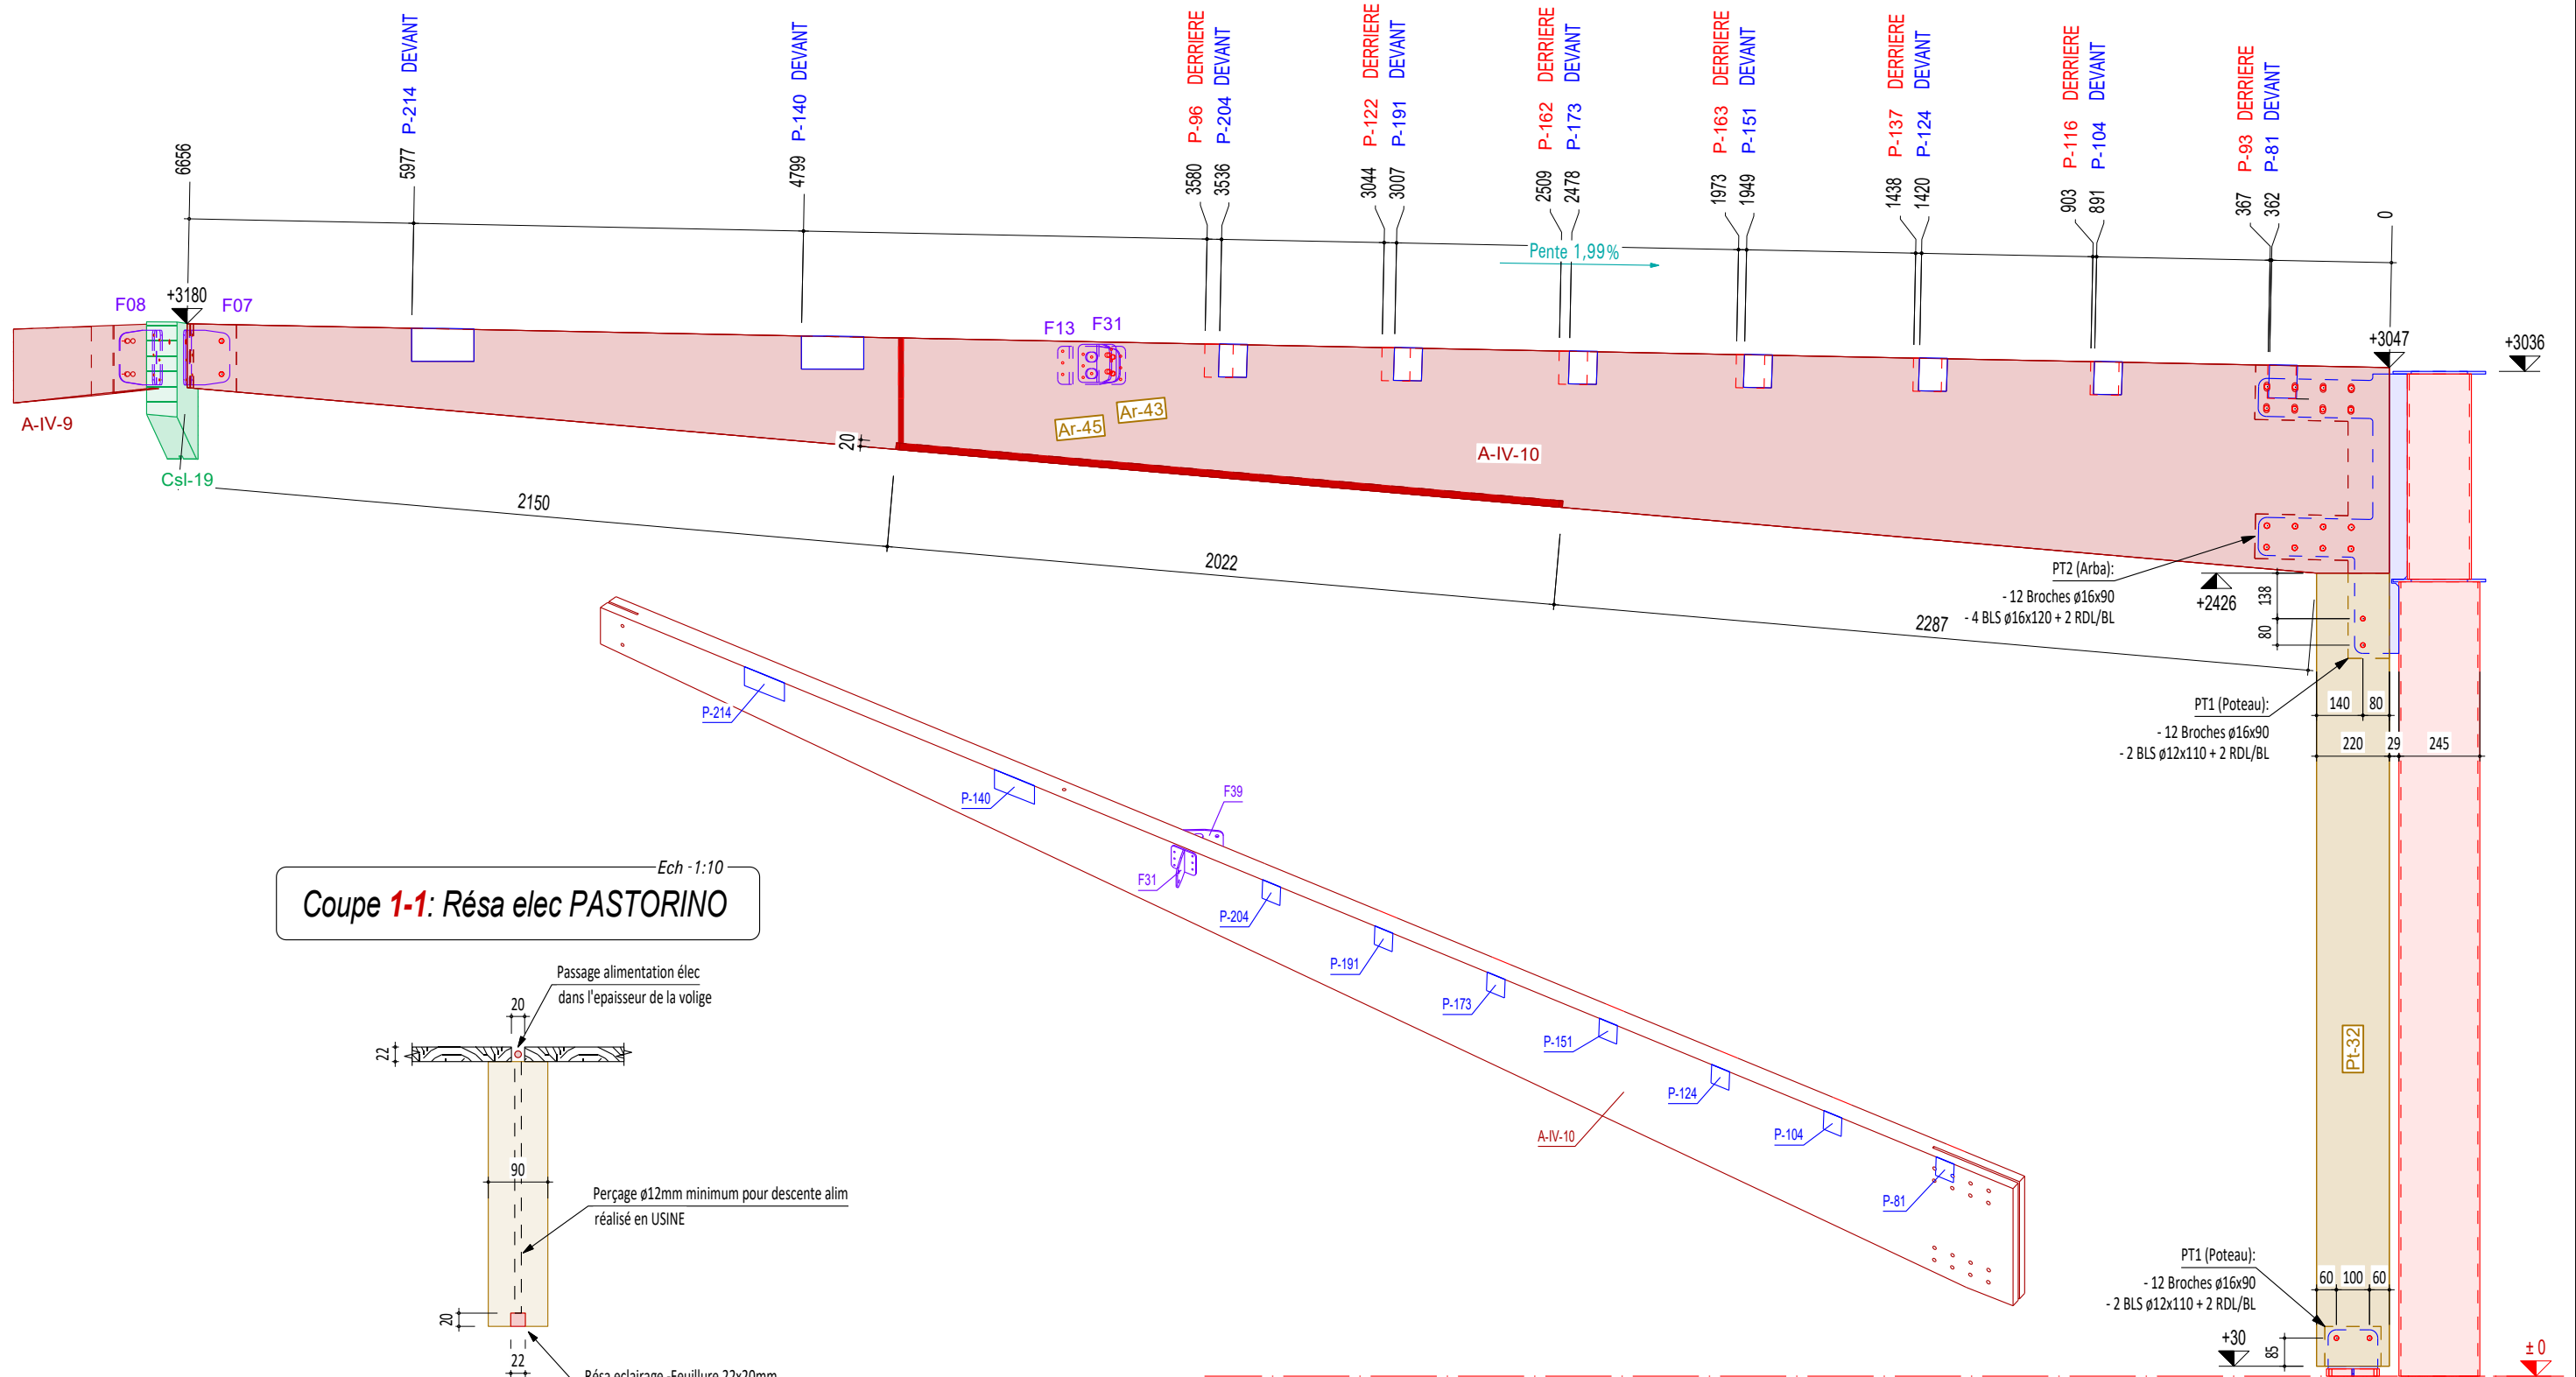 P-214 DEVANT
P-140 DEVANT
P-96 DERRIERE
P-204 DEVANT
P-122 DERRIERE
P-191 DEVANT
P-162 DERRIERE
P-173 DEVANT
P-163 DERRIERE
P-151 DEVANT
P-137 DERRIERE
P-124 DEVANT
P-116 DERRIERE
P-104 DEVANT
P-93 DERRIERE
P-81 DEVANT
6656
5977
4799
3580
3536
3044
3007
2509
2478
1973
1949
1438
1420
903
891
367
362
0
Pente 1,99%
F08
+3180
F07
F13
F31
+3047
+3036
A-IV-9
Csl-19
20
Ar-45
Ar-43
A-IV-10
2150
2022
2287
PT2 (Arba):
- 12 Broches ø16x90
- 4 BLS ø16x120 + 2 RDL/BL
+2426
138
80
PT1 (Poteau):
- 12 Broches ø16x90
- 2 BLS ø12x110 + 2 RDL/BL
140
80
220
29
245
P-214
P-140
F39
F31
P-204
P-191
P-173
P-151
P-124
P-104
P-81
A-IV-10
Ech - 1:10
Coupe 1-1: Résa elec PASTORINO
Passage alimentation élec
dans l'epaisseur de la volige
20
22
90
Perçage ø12mm minimum pour descente alim
réalisé en USINE
20
22
Résa eclairage -Feuillure 22x20mm
Pt-32
PT1 (Poteau):
- 12 Broches ø16x90
- 2 BLS ø12x110 + 2 RDL/BL
60
100
60
+30
85
± 0